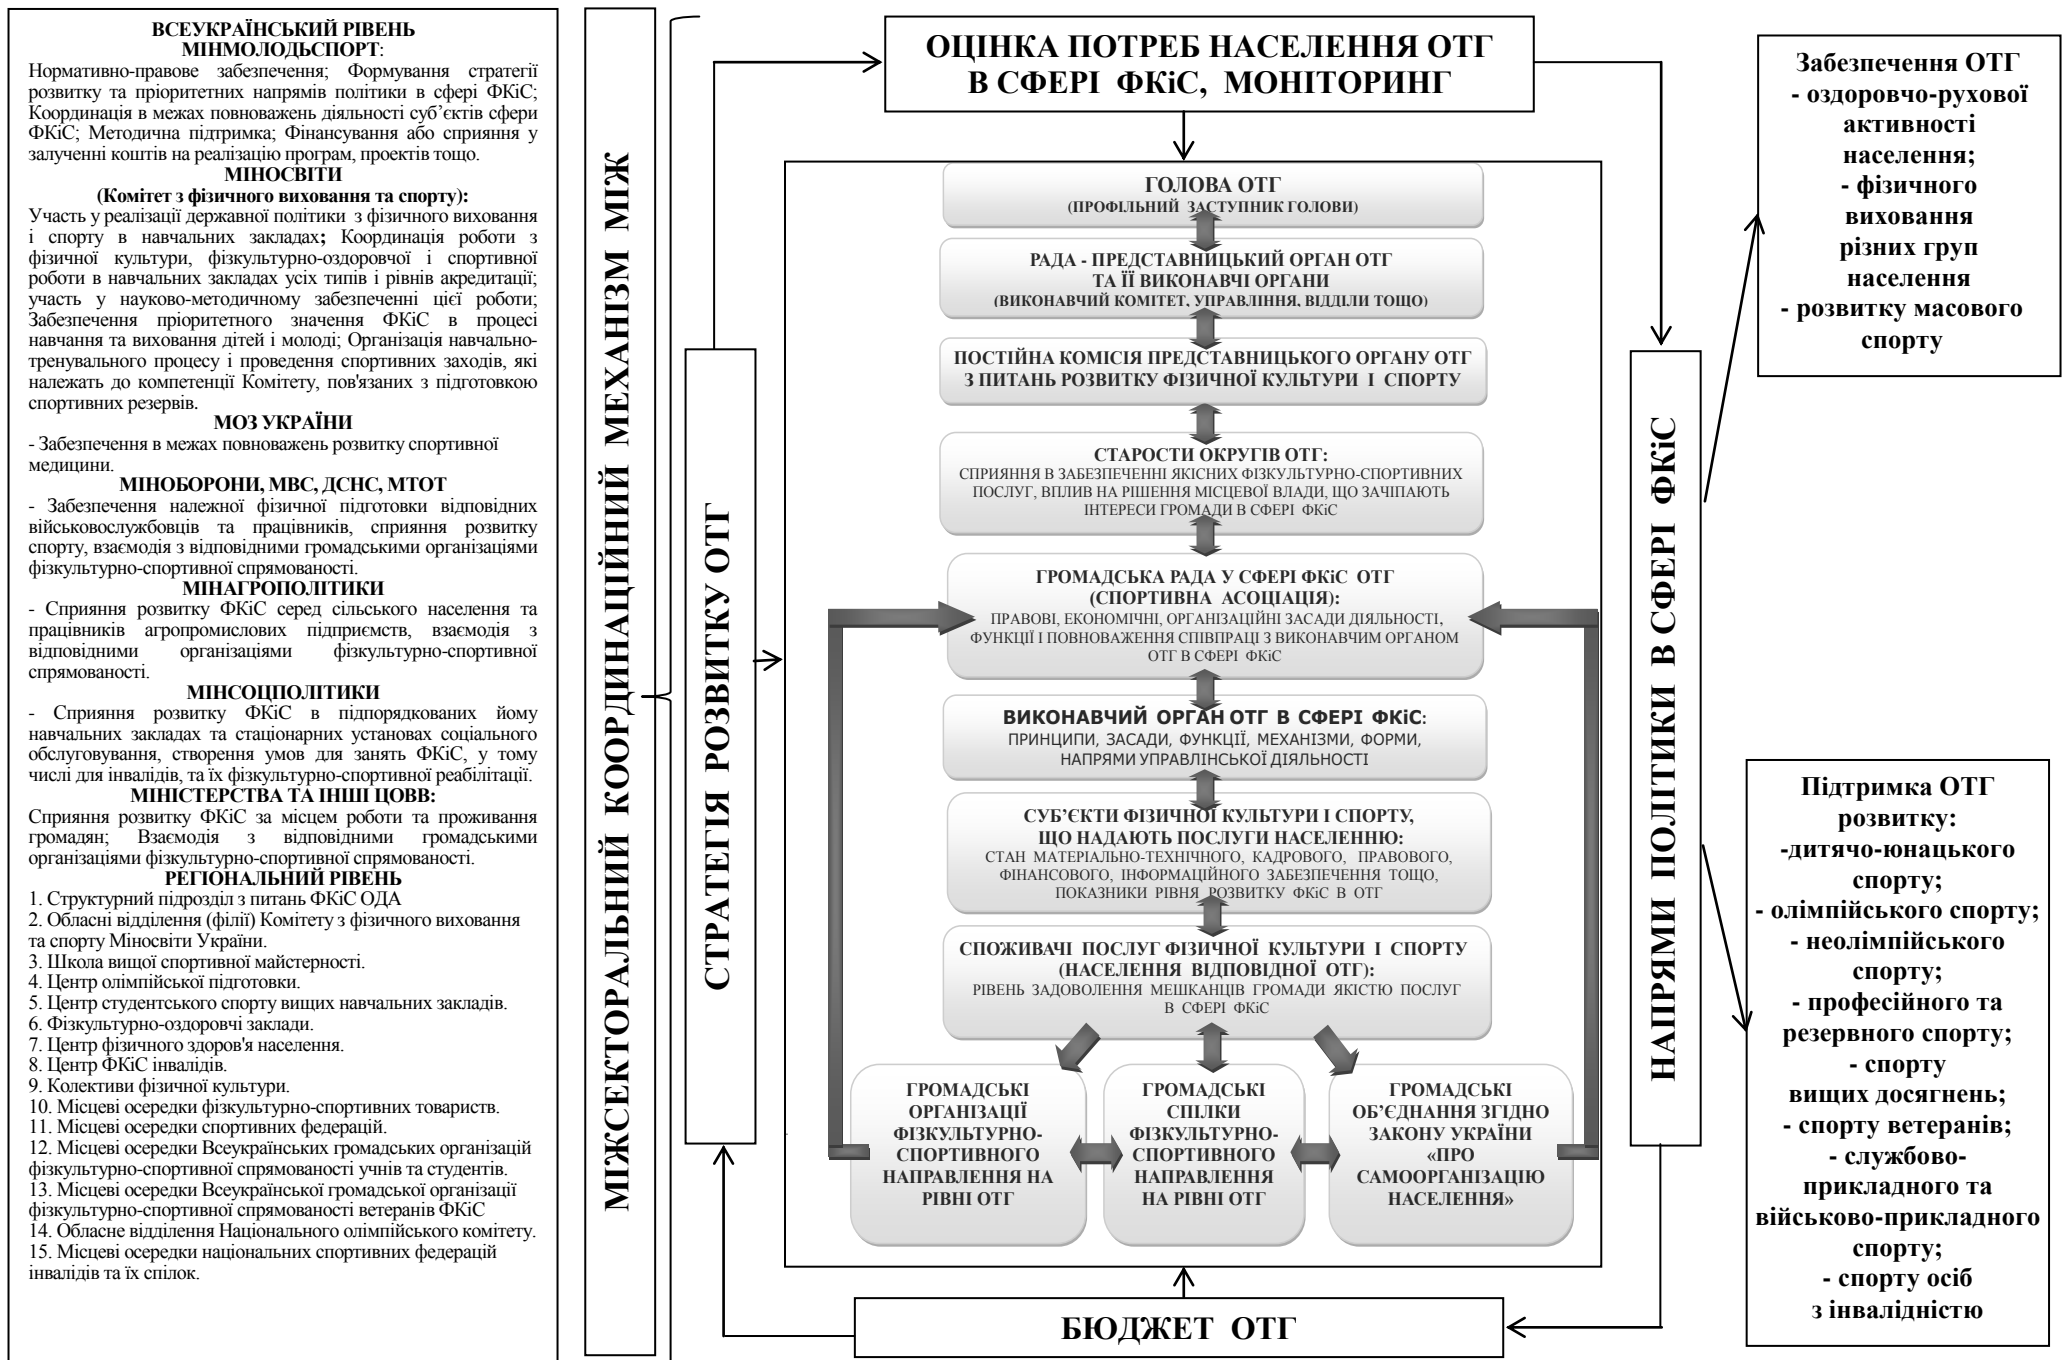 ВСЕУКРАЇНСЬКИЙ РІВЕНЬ
МІНМОЛОДЬСПОРТ:
Нормативно-правове забезпечення; Формування стратегії
розвитку та пріоритетних напрямів політики в сфері ФКіС;
Координація в межах повноважень діяльності суб’єктів сфери
ФКіС; Методична підтримка; Фінансування або сприяння у
залученні коштів на реалізацію програм, проектів тощо.
МІНОСВІТИ
(Комітет з фізичного виховання та спорту):
Участь у реалізації державної політики з фізичного виховання
і спорту в навчальних закладах; Координація роботи з
фізичної культури, фізкультурно-оздоровчої і спортивної
роботи в навчальних закладах усіх типів і рівнів акредитації;
участь у науково-методичному забезпеченні цієї роботи;
Забезпечення пріоритетного значення ФКіС в процесі
навчання та виховання дітей і молоді; Організація навчально-
тренувального процесу і проведення спортивних заходів, які
належать до компетенції Комітету, пов'язаних з підготовкою
спортивних резервів.
МОЗ УКРАЇНИ
- Забезпечення в межах повноважень розвитку спортивної
медицини.
МІНОБОРОНИ, МВС, ДСНС, МТОТ
- Забезпечення належної фізичної підготовки відповідних
військовослужбовців та працівників, сприяння розвитку
спорту, взаємодія з відповідними громадськими організаціями
фізкультурно-спортивної спрямованості.
МІНАГРОПОЛІТИКИ
- Сприяння розвитку ФКіС серед сільського населення та
працівників агропромислових підприємств, взаємодія з
відповідними організаціями фізкультурно-спортивної
спрямованості.
МІНСОЦПОЛІТИКИ
- Сприяння розвитку ФКіС в підпорядкованих йому
навчальних закладах та стаціонарних установах соціального
обслуговування, створення умов для занять ФКіС, у тому
числі для інвалідів, та їх фізкультурно-спортивної реабілітації.
МІНІСТЕРСТВА ТА ІНШІ ЦОВВ:
Сприяння розвитку ФКіС за місцем роботи та проживання
громадян; Взаємодія з відповідними громадськими
організаціями фізкультурно-спортивної спрямованості.
РЕГІОНАЛЬНИЙ РІВЕНЬ
1. Структурний підрозділ з питань ФКіС ОДА
2. Обласні відділення (філії) Комітету з фізичного виховання
та спорту Міносвіти України.
3. Школа вищої спортивної майстерності.
4. Центр олімпійської підготовки.
5. Центр студентського спорту вищих навчальних закладів.
6. Фізкультурно-оздоровчі заклади.
7. Центр фізичного здоров'я населення.
8. Центр ФКіС інвалідів.
9. Колективи фізичної культури.
10. Місцеві осередки фізкультурно-спортивних товариств.
11. Місцеві осередки спортивних федерацій.
12. Місцеві осередки Всеукраїнських громадських організацій
фізкультурно-спортивної спрямованості учнів та студентів.
13. Місцеві осередки Всеукраїнської громадської організації
фізкультурно-спортивної спрямованості ветеранів ФКіС
14. Обласне відділення Національного олімпійського комітету.
15. Місцеві осередки національних спортивних федерацій
інвалідів та їх спілок.
МІЖСЕКТОРАЛЬНИЙ КООРДИНАЦІЙНИЙ МЕХАНІЗМ МІЖ
СТРАТЕГІЯ РОЗВИТКУ ОТГ
ОЦІНКА ПОТРЕБ НАСЕЛЕННЯ ОТГ
В СФЕРІ ФКіС, МОНІТОРИНГ
ГОЛОВА ОТГ
(ПРОФІЛЬНИЙ ЗАСТУПНИК ГОЛОВИ)
РАДА - ПРЕДСТАВНИЦЬКИЙ ОРГАН ОТГ
ТА ЇЇ ВИКОНАВЧІ ОРГАНИ
(ВИКОНАВЧИЙ КОМІТЕТ, УПРАВЛІННЯ, ВІДДІЛИ ТОЩО)
ПОСТІЙНА КОМІСІЯ ПРЕДСТАВНИЦЬКОГО ОРГАНУ ОТГ
З ПИТАНЬ РОЗВИТКУ ФІЗИЧНОЇ КУЛЬТУРИ І СПОРТУ
СТАРОСТИ ОКРУГІВ ОТГ:
СПРИЯННЯ В ЗАБЕЗПЕЧЕННІ ЯКІСНИХ ФІЗКУЛЬТУРНО-СПОРТИВНИХ
ПОСЛУГ, ВПЛИВ НА РІШЕННЯ МІСЦЕВОЇ ВЛАДИ, ЩО ЗАЧІПАЮТЬ
ІНТЕРЕСИ ГРОМАДИ В СФЕРІ ФКіС
ГРОМАДСЬКА РАДА У СФЕРІ ФКіС ОТГ
(СПОРТИВНА АСОЦІАЦІЯ):
ПРАВОВІ, ЕКОНОМІЧНІ, ОРГАНІЗАЦІЙНІ ЗАСАДИ ДІЯЛЬНОСТІ,
ФУНКЦІЇ І ПОВНОВАЖЕННЯ СПІВПРАЦІ З ВИКОНАВЧИМ ОРГАНОМ
ОТГ В СФЕРІ ФКіС
ВИКОНАВЧИЙ ОРГАН ОТГ В СФЕРІ ФКіС:
ПРИНЦИПИ, ЗАСАДИ, ФУНКЦІЇ, МЕХАНІЗМИ, ФОРМИ,
НАПРЯМИ УПРАВЛІНСЬКОЇ ДІЯЛЬНОСТІ
СУБ’ЄКТИ ФІЗИЧНОЇ КУЛЬТУРИ І СПОРТУ,
ЩО НАДАЮТЬ ПОСЛУГИ НАСЕЛЕННЮ:
СТАН МАТЕРІАЛЬНО-ТЕХНІЧНОГО, КАДРОВОГО, ПРАВОВОГО,
ФІНАНСОВОГО, ІНФОРМАЦІЙНОГО ЗАБЕЗПЕЧЕННЯ ТОЩО,
ПОКАЗНИКИ РІВНЯ РОЗВИТКУ ФКіС В ОТГ
СПОЖИВАЧІ ПОСЛУГ ФІЗИЧНОЇ КУЛЬТУРИ І СПОРТУ
(НАСЕЛЕННЯ ВІДПОВІДНОЇ ОТГ):
РІВЕНЬ ЗАДОВОЛЕННЯ МЕШКАНЦІВ ГРОМАДИ ЯКІСТЮ ПОСЛУГ
В СФЕРІ ФКіС
ГРОМАДСЬКІ
ОРГАНІЗАЦІЇ
ФІЗКУЛЬТУРНО-
СПОРТИВНОГО
НАПРАВЛЕННЯ НА
РІВНІ ОТГ
ГРОМАДСЬКІ
СПІЛКИ
ФІЗКУЛЬТУРНО-
СПОРТИВНОГО
НАПРАВЛЕННЯ
НА РІВНІ ОТГ
ГРОМАДСЬКІ
ОБ’ЄДНАННЯ ЗГІДНО
ЗАКОНУ УКРАЇНИ
«ПРО
САМООРГАНІЗАЦІЮ
НАСЕЛЕННЯ»
БЮДЖЕТ ОТГ
НАПРЯМИ ПОЛІТИКИ В СФЕРІ ФКіС
Забезпечення ОТГ
- оздоровчо-рухової
активності
населення;
- фізичного
виховання
різних груп
населення
- розвитку масового
спорту
Підтримка ОТГ
розвитку:
-дитячо-юнацького
спорту;
- олімпійського спорту;
- неолімпійського
спорту;
- професійного та
резервного спорту;
- спорту
вищих досягнень;
- спорту ветеранів;
- службово-
прикладного та
військово-прикладного
спорту;
- спорту осіб
з інвалідністю